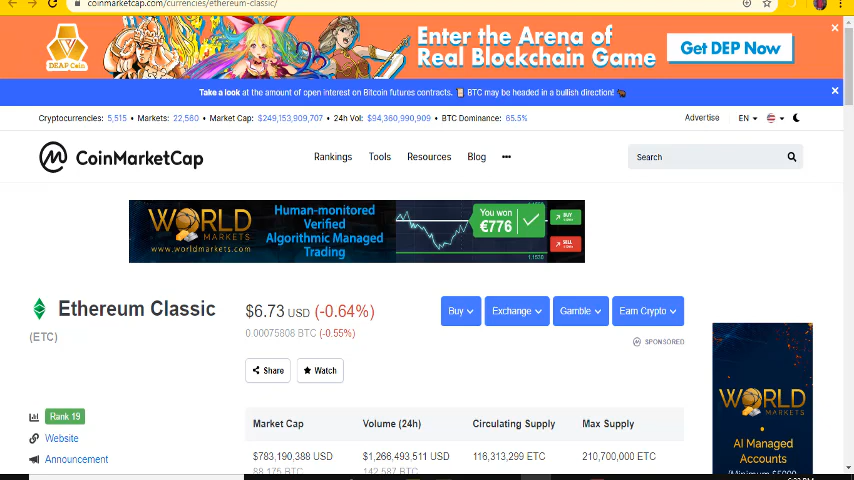 coinmarketcap.com/currencies/ethereum-classic/
DEAP Coin
Enter the Arena of
Real Blockchain Game
Get DEP Now
Take a look at the amount of open interest on Bitcoin futures contracts. BTC may be headed in a bullish direction!
Cryptocurrencies: 5,515 • Markets: 22,560 • Market Cap: $249,153,909,707 • 24h Vol: $94,360,990,909 • BTC Dominance: 65.5%
Advertise EN
CoinMarketCap
Rankings Tools Resources Blog •••
Search
WORLD
MARKETS
www.worldmarkets.com
Human-monitored
Verified
Algorithmic Managed
Trading
You won
€776
BUY
SELL
1.1530
Ethereum Classic
(ETC)
$6.73 USD (-0.64%)
0.00075808 BTC (-0.55%)
Buy Exchange Gamble Earn Crypto
SPONSORED
Share Watch
Rank 19
Website
Announcement
Market Cap Volume (24h) Circulating Supply Max Supply
$783,190,388 USD $1,266,493,511 USD 116,313,299 ETC 210,700,000 ETC
88,175 BTC 142,587 BTC
WORLD
MARKETS
AI Managed
Accounts